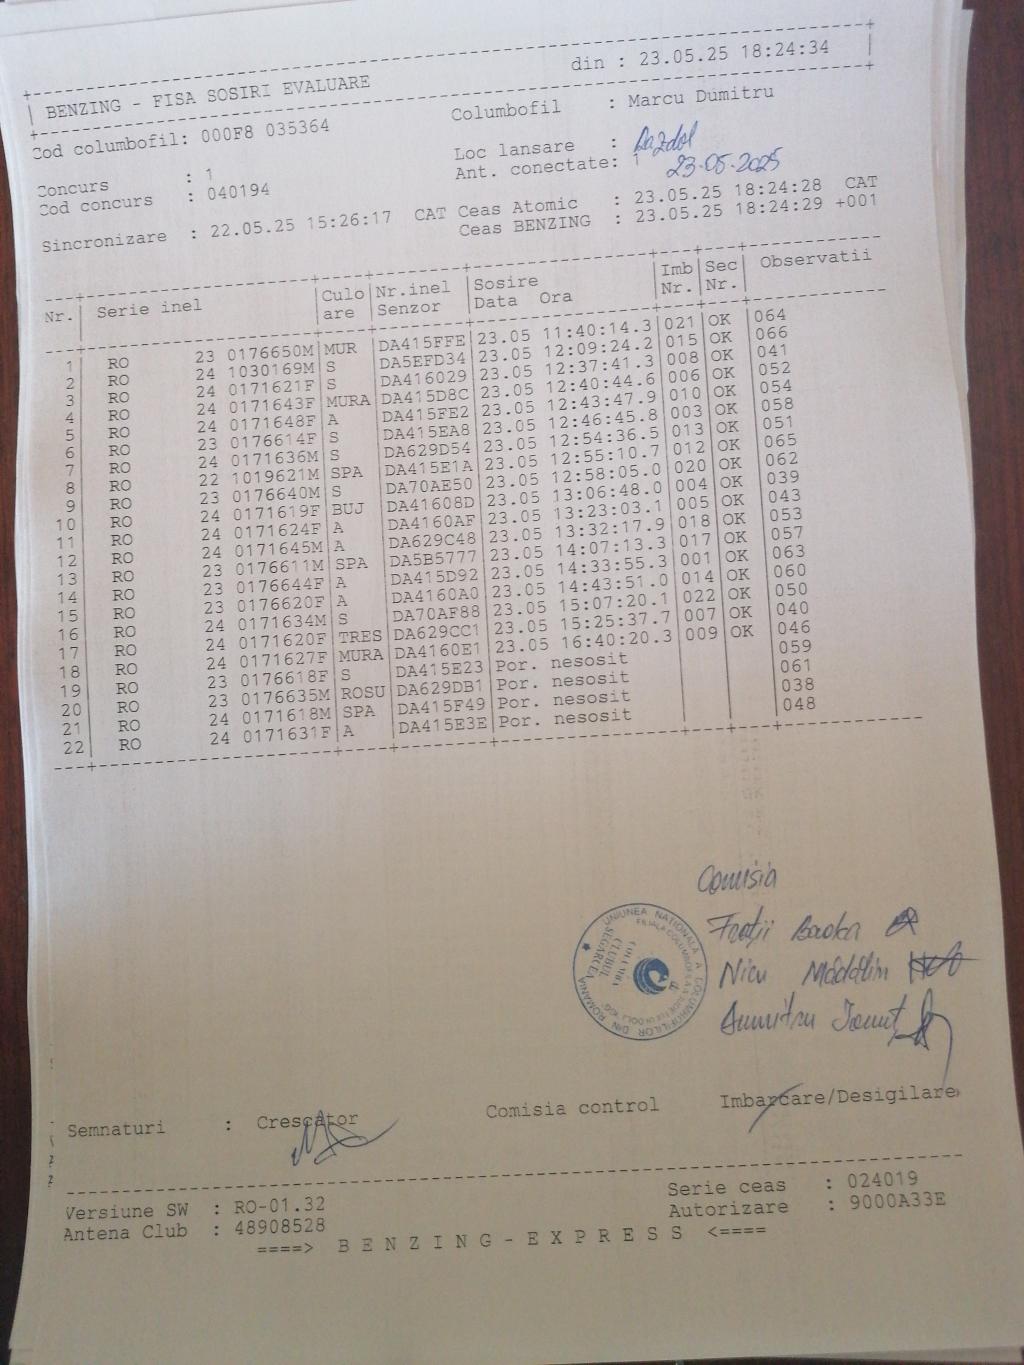 BENZING - FISA SOSIRI EVALUARE din : 23.05.25 18:24:34
Cod columbofil: 000F8 035364 Columbofil : Marcu Dumitru
Concurs : 1 Loc lansare : Razdol
Cod concurs : 040194 Ant. conectate: 1 23-05-2025
Sincronizare : 22.05.25 15:26:17 CAT Ceas Atomic : 23.05.25 18:24:28 CAT
Ceas BENZING : 23.05.25 18:24:29 +001
Nr. Serie inel Culo Nr.inel Sosire Imb Sec Observatii
are Senzor Data Ora Nr. Nr.
1 RO 23 0176650M MUR DA415FFE 23.05 11:40:14.3 021 OK 064
2 RO 24 1030169M S DA5EFD34 23.05 12:09:24.2 015 OK 066
3 RO 24 0171621F S DA416029 23.05 12:37:41.3 008 OK 041
4 RO 24 0171643F MURA DA415D8C 23.05 12:40:44.6 006 OK 052
5 RO 24 0171648F A DA415FE2 23.05 12:43:47.9 010 OK 054
6 RO 23 0176614F S DA415EA8 23.05 12:46:45.8 003 OK 058
7 RO 24 0171636M S DA629D54 23.05 12:54:36.5 013 OK 051
8 RO 22 1019621M SPA DA415E1A 23.05 12:55:10.7 012 OK 065
9 RO 23 0176640M S DA70AE50 23.05 12:58:05.0 020 OK 062
10 RO 24 0171619F BUJ DA41608D 23.05 13:06:48.0 004 OK 039
11 RO 24 0171624F A DA4160AF 23.05 13:23:03.1 005 OK 043
12 RO 24 0171645M A DA629C48 23.05 13:32:17.9 018 OK 053
13 RO 23 0176611M SPA DA5B5777 23.05 14:07:13.3 017 OK 057
14 RO 23 0176644F A DA415D92 23.05 14:33:55.3 001 OK 063
15 RO 23 0176620F A DA4160A0 23.05 14:43:51.0 014 OK 060
16 RO 24 0171634M S DA70AF88 23.05 15:07:20.1 022 OK 050
17 RO 24 0171620F TRES DA629CC1 23.05 15:25:37.7 007 OK 040
18 RO 24 0171627F MURA DA4160E1 23.05 16:40:20.3 009 OK 046
19 RO 23 0176618F S DA415E23 Por. nesosit 059
20 RO 23 0176635M ROSU DA629DB1 Por. nesosit 061
21 RO 24 0171618M SPA DA415F49 Por. nesosit 038
22 RO 24 0171631F A DA415E3E Por. nesosit 048
Comisia
UNIUNEA NATIONALA A COLUMBOFILILOR DIN ROMANIA
CLUBUL
SEGARCEA
Nicu Mădălin
Dumitru Ionuț
Semnaturi : Crescator Comisia control Imbarcare/Desigilare
Versiune SW : RO-01.32 Serie ceas : 024019
Antena Club : 48908528 Autorizare : 9000A33E
====> B E N Z I N G - E X P R E S S <====